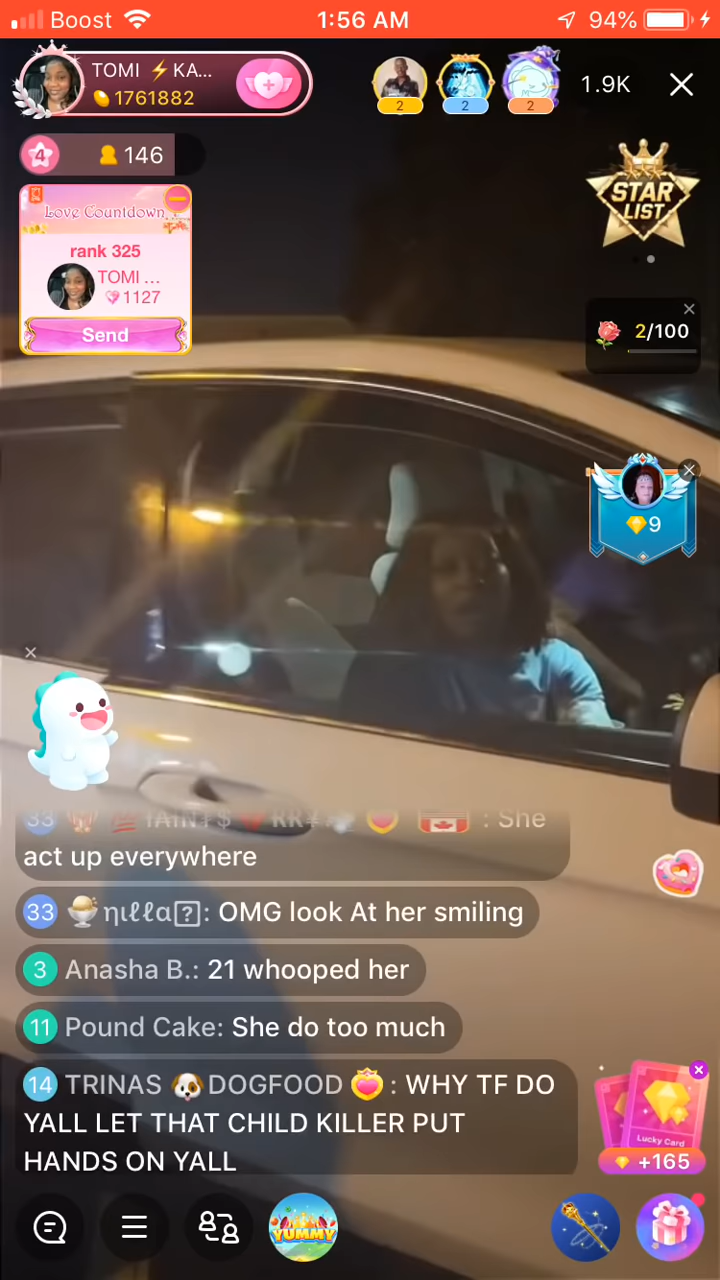 Boost 1:56 AM 94%
TOMI ⚡KA...
1761882
2 2 2 1.9K
4 146
STAR LIST
Love Countdown
rank 325
TOMI ...
1127
Send
2/100
9
33 : She
act up everywhere
33 🍨ηιℓℓα: OMG look At her smiling
3 Anasha B.: 21 whooped her
11 Pound Cake: She do too much
14 TRINAS 🐶DOGFOOD : WHY TF DO
YALL LET THAT CHILD KILLER PUT
HANDS ON YALL
Lucky Card
+165
YUMMY